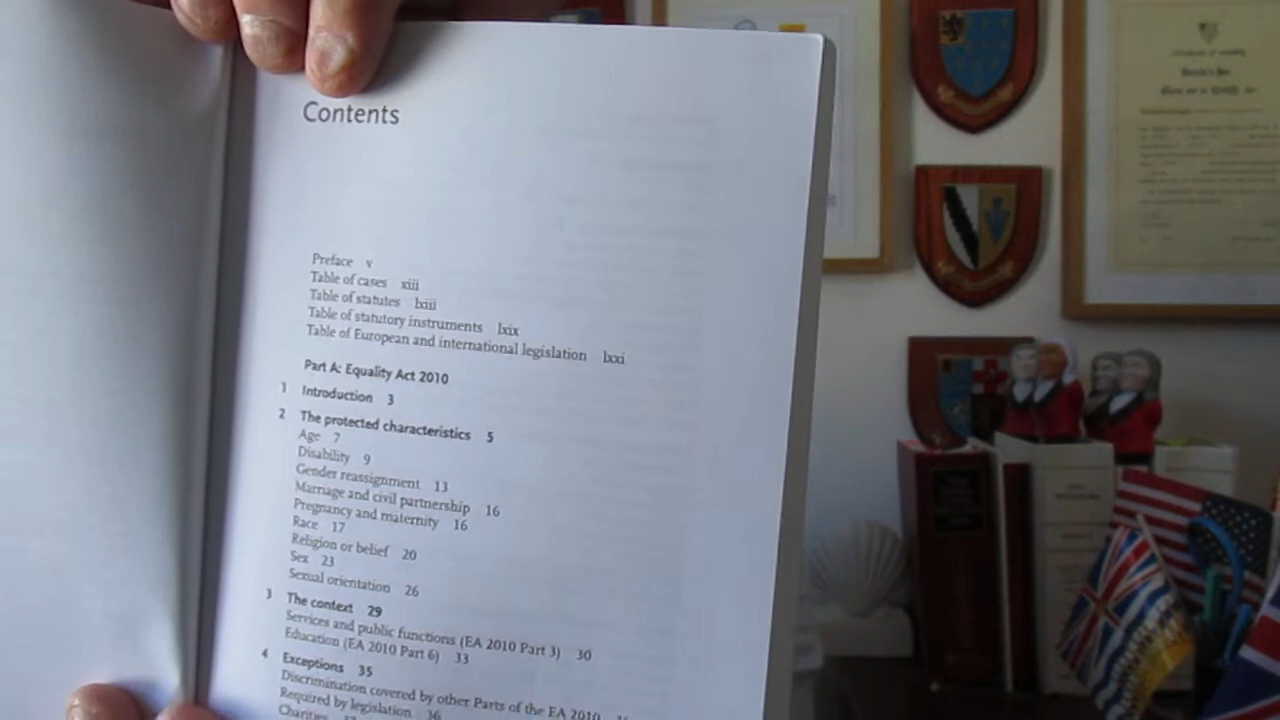 Contents
Preface v
Table of cases xiii
Table of statutes lxiii
Table of statutory instruments lxix
Table of European and international legislation lxxi
Part A: Equality Act 2010
1 Introduction 3
2 The protected characteristics 5
Age 7
Disability 9
Gender reassignment 13
Marriage and civil partnership 16
Pregnancy and maternity 16
Race 17
Religion or belief 20
Sex 23
Sexual orientation 26
3 The context 29
Services and public functions (EA 2010 Part 3) 30
Education (EA 2010 Part 6) 33
4 Exceptions 35
Discrimination covered by other Parts of the EA 2010
Required by legislation 36
Charities